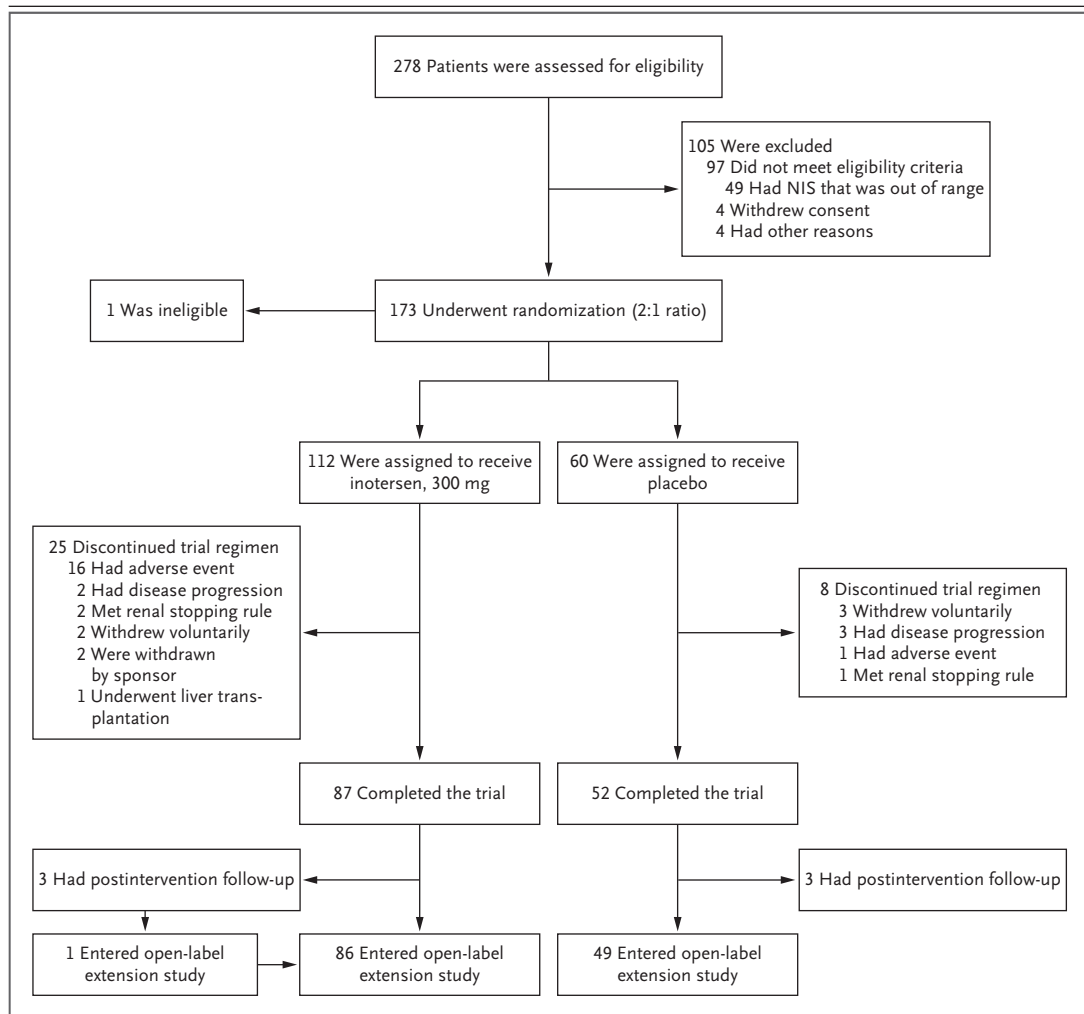 278 Patients were assessed for eligibility
105 Were excluded
97 Did not meet eligibility criteria
49 Had NIS that was out of range
4 Withdrew consent
4 Had other reasons
1 Was ineligible
173 Underwent randomization (2:1 ratio)
112 Were assigned to receive
inotersen, 300 mg
60 Were assigned to receive
placebo
25 Discontinued trial regimen
16 Had adverse event
2 Had disease progression
2 Met renal stopping rule
2 Withdrew voluntarily
2 Were withdrawn
by sponsor
1 Underwent liver trans-
plantation
8 Discontinued trial regimen
3 Withdrew voluntarily
3 Had disease progression
1 Had adverse event
1 Met renal stopping rule
87 Completed the trial
52 Completed the trial
3 Had postintervention follow-up
3 Had postintervention follow-up
1 Entered open-label
extension study
86 Entered open-label
extension study
49 Entered open-label
extension study